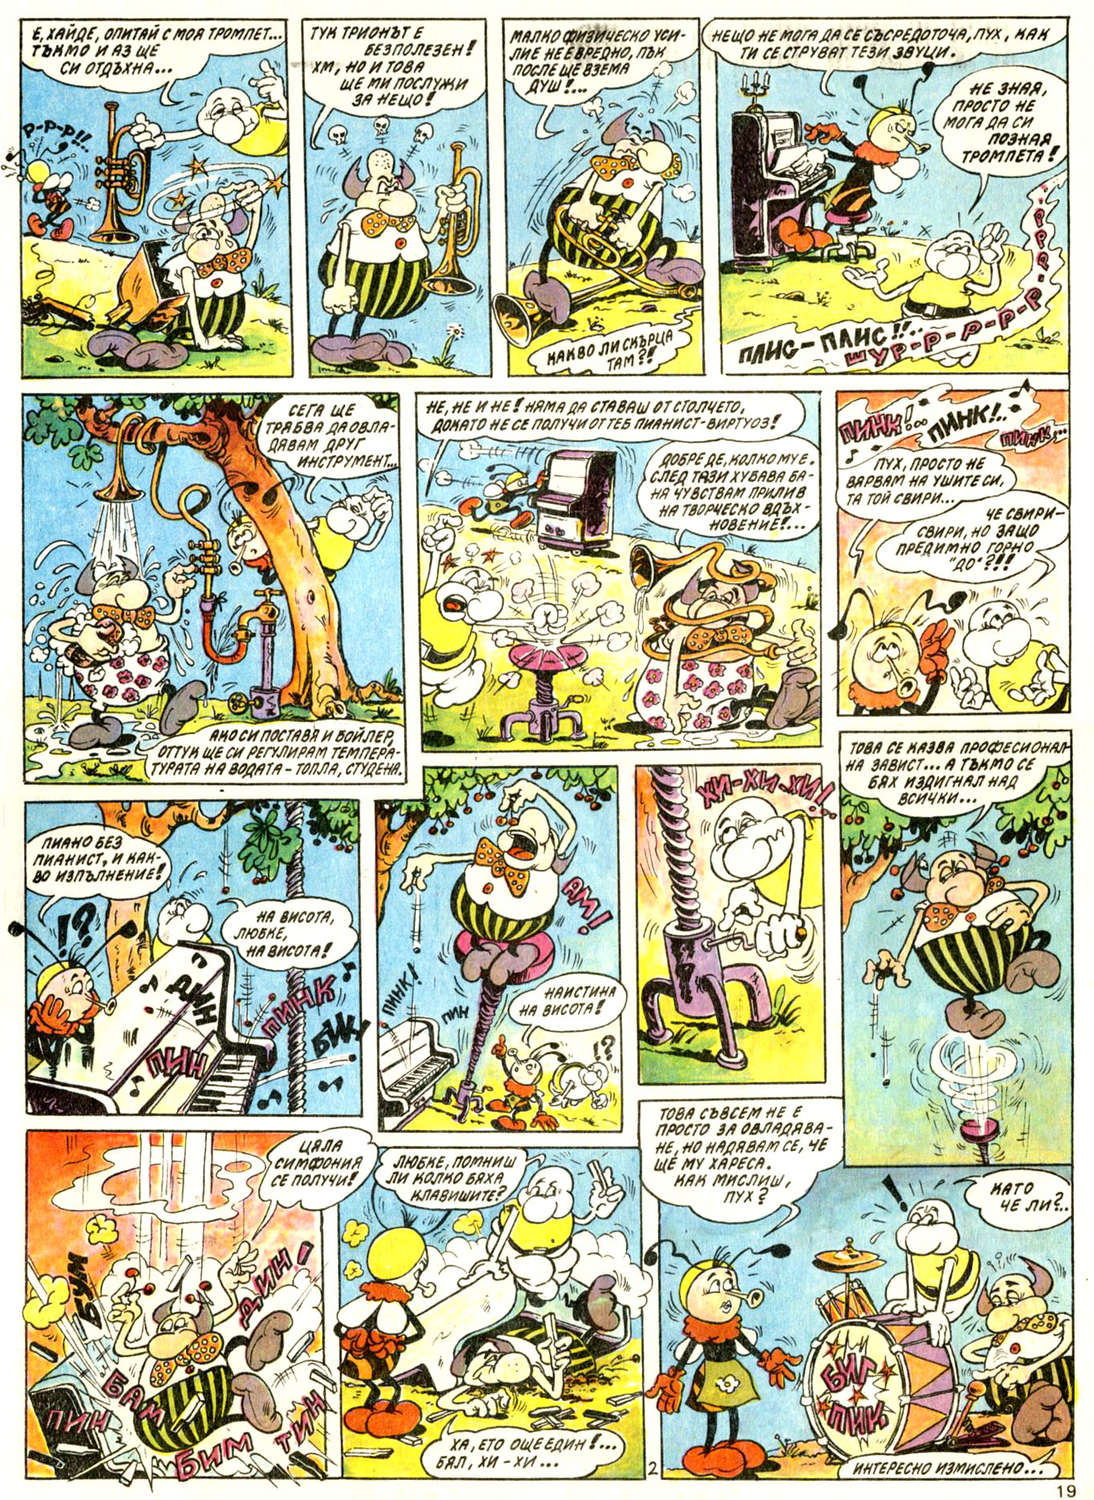 Е, ХАЙДЕ, ОПИТАЙ С МОЯ ТРОМПЕТ...
ТЪКМО И АЗ ЩЕ
СИ ОТДЪХНА...
Р-Р-Р!!
ТУК ТРИОНЪТ Е
БЕЗПОЛЕЗЕН!
ХМ, НО И ТОВА
ЩЕ МИ ПОСЛУЖИ
ЗА НЕЩО!
МАЛКО ФИЗИЧЕСКО УСИ-
ЛИЕ НЕ Е ВРЕДНО, ПЪК
ПОСЛЕ ЩЕ ВЗЕМА
ДУШ!...
КАКВО ЛИ СКЪРЦА
ТАМ?!!
НЕЩО НЕ МОГА ДА СЕ СЪСРЕДОТОЧА, ПУХ, КАК
ТИ СЕ СТРУВАТ ТЕЗИ ЗВУЦИ.
НЕ ЗНАЯ,
ПРОСТО НЕ
МОГА ДА СИ
ПОЗНАЯ
ТРОМПЕТА!
ПЛИС-ПЛИС!!..
ШУР-Р-Р-Р-Р-Р-РРРР.
СЕГА ЩЕ
ТРЯБВА ДА ОВЛА-
ДАВАМ ДРУГ
ИНСТРУМЕНТ...
АКО СИ ПОСТАВЯ И БОЙЛЕР,
ОТТУК ЩЕ СИ РЕГУЛИРАМ ТЕМПЕРА-
ТУРАТА НА ВОДАТА - ТОПЛА, СТУДЕНА.
НЕ, НЕ И НЕ! НЯМА ДА СТАВАШ ОТ СТОЛЧЕТО,
ДОКАТО НЕ СЕ ПОЛУЧИ ОТ ТЕБ ПИАНИСТ-ВИРТУОЗ!
ДОБРЕ ДЕ, КОЛКО МУ Е.
СЛЕД ТАЗИ ХУБАВА БА-
НЯ ЧУВСТВАМ ПРИЛИВ
НА ТВОРЧЕСКО ВДЪХ-
НОВЕНИЕ!...
ПИНК!..
ПИНК!..
ПИНК...
ПУХ, ПРОСТО НЕ
ВЯРВАМ НА УШИТЕ СИ,
ТА ТОЙ СВИРИ...
ЧЕ СВИРИ-
СВИРИ, НО ЗАЩО
ПРЕДИМНО ГОРНО
"ДО"?!!
ПИАНО БЕЗ
ПИАНИСТ, И КАК-
ВО ИЗПЪЛНЕНИЕ!
!?
НА ВИСОТА,
ЛЮБКЕ,
НА ВИСОТА!
ДИН
ПИН
ПИНК
БИН
АМ!
ПИНК!
ПИН
НАИСТИНА
НА ВИСОТА!
!?
ХИ-ХИ-ХИ!..
ТОВА СЕ КАЗВА ПРОФЕСИОНАЛ-
НА ЗАВИСТ... А ТЪКМО СЕ
БЯХ ИЗДИГНАЛ НАД
ВСИЧКИ...
ЦЯЛА
СИМФОНИЯ
СЕ ПОЛУЧИ!
БУМ
ДИН!
ПИН
БАМ
БИМ
ТИН
ЛЮБКЕ, ПОМНИШ
ЛИ КОЛКО БЯХА
КЛАВИШИТЕ?
ХА, ЕТО ОЩЕ ЕДИН!...
БЯЛ, ХИ-ХИ...
2
ТОВА СЪВСЕМ НЕ Е
ПРОСТО ЗА ОВЛАДЯВА-
НЕ, НО НАДЯВАМ СЕ, ЧЕ
ЩЕ МУ ХАРЕСА.
КАК МИСЛИШ,
ПУХ?
!
КАТО
ЧЕ ЛИ?..
БИГ
ПИК
ИНТЕРЕСНО ИЗМИСЛЕНО...
19